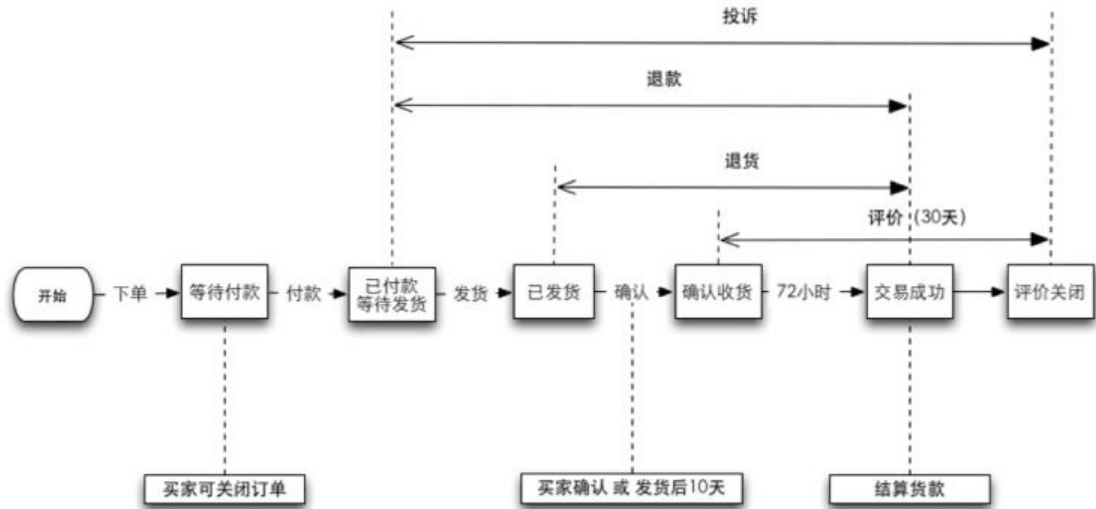 投诉
退款
退货
评价（30天）
开始
下单
等待付款
付款
已付款
等待发货
发货
已发货
确认
确认收货
72小时
交易成功
评价关闭
买家可关闭订单
买家确认 或 发货后10天
结算货款